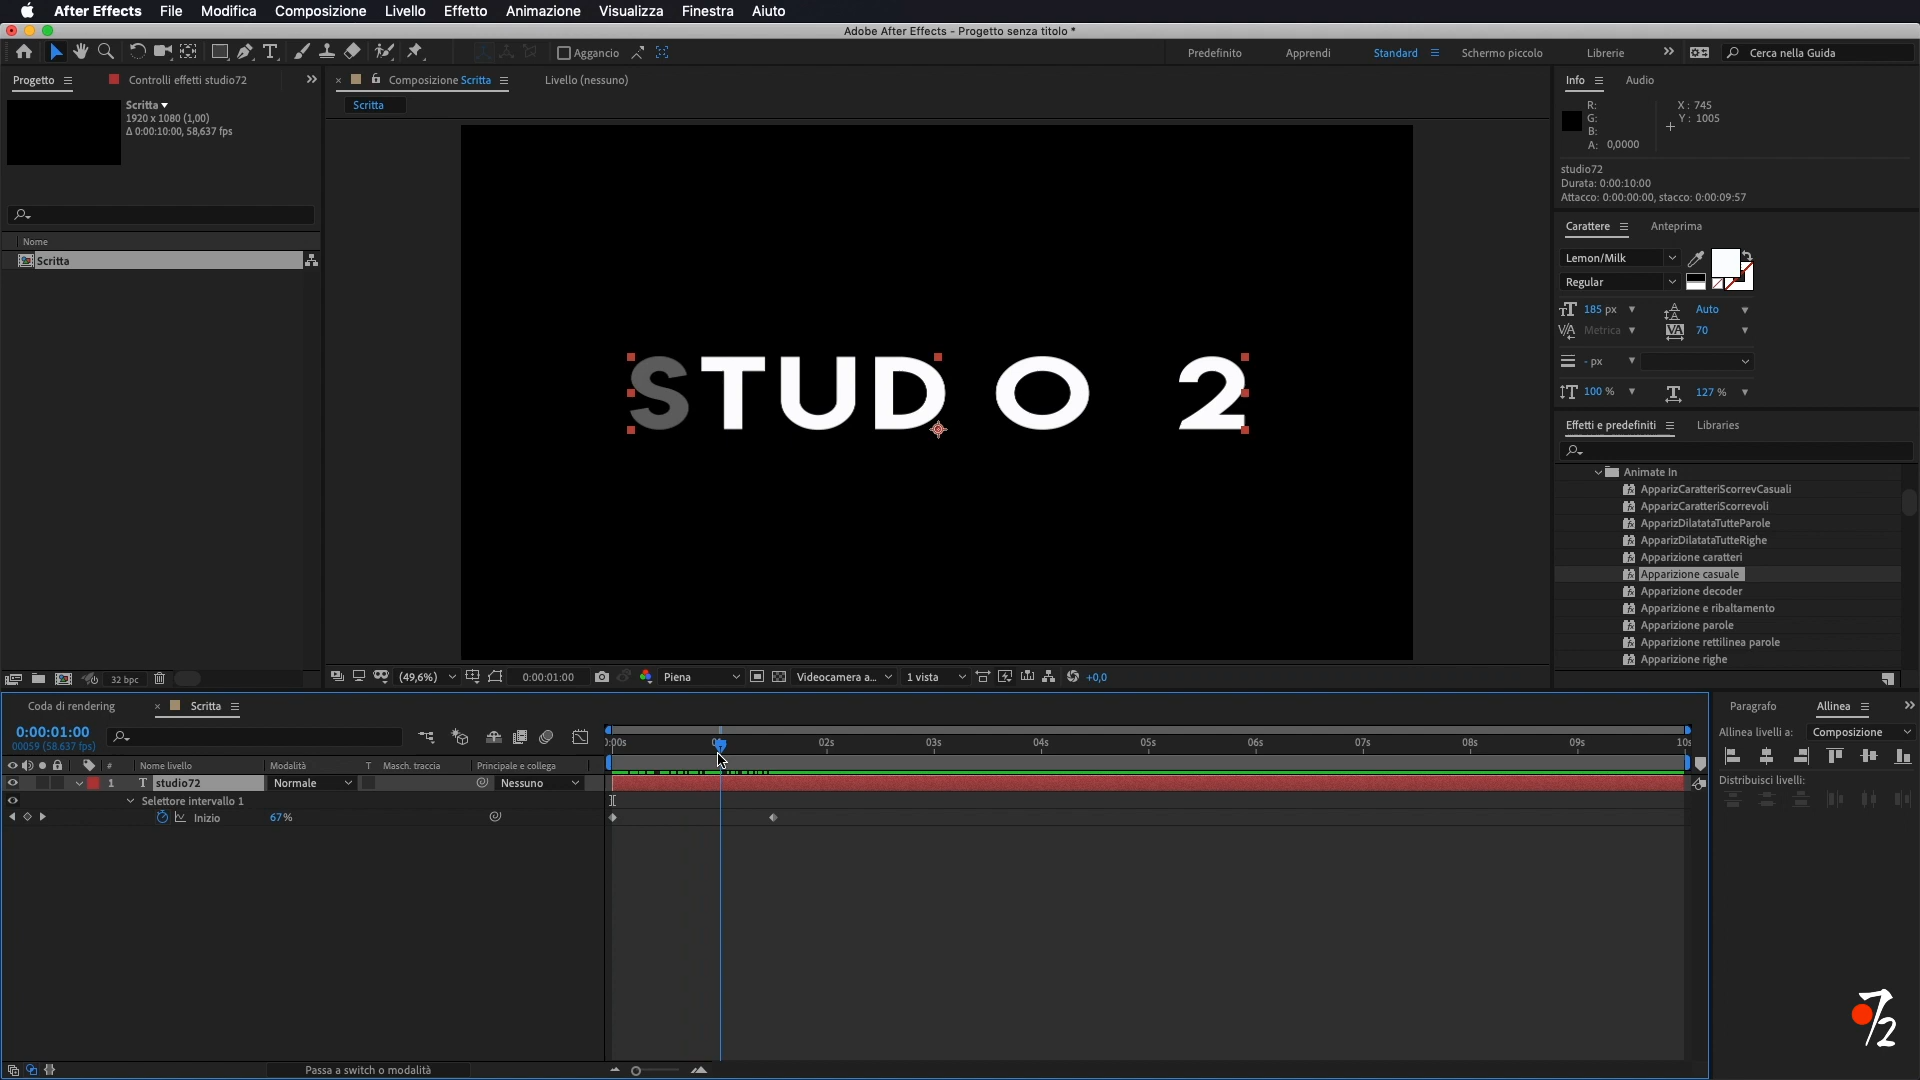 After Effects File Modifica Composizione Livello Effetto Animazione Visualizza Finestra Aiuto
Adobe After Effects - Progetto senza titolo *
Aggancio Predefinito Apprendi Standard Schermo piccolo Librerie Cerca nella Guida
Progetto Controlli effetti studio72 Composizione Scritta Livello (nessuno) Info Audio
Scritta
1920 x 1080 (1,00)
Δ 0:00:10:00, 58,637 fps
Scritta
R: X: 745
G: Y: 1005
B:
A: 0,0000
studio72
Durata: 0:00:10:00
Attacco: 0:00:00:00, stacco: 0:00:09:57
Nome
Scritta
STUD O 2
Carattere Anteprima
Lemon/Milk
Regular
185 px Auto
Metrica 70
- px
100 % 127 %
Effetti e predefiniti Libraries
Animate In
ApparizCaratteriScorrevCasuali
ApparizCaratteriScorrevoli
ApparizDilatataTutteParole
ApparizDilatataTutteRighe
Apparizione caratteri
Apparizione casuale
Apparizione decoder
Apparizione e ribaltamento
Apparizione parole
Apparizione rettilinea parole
Apparizione righe
32 bpc (49,6%) 0:00:01:00 Piena Videocamera a... 1 vista +0,0
Coda di rendering Scritta Paragrafo Allinea
0:00:01:00
00059 (58.637 fps)
:00s 02s 03s 04s 05s 06s 07s 08s 09s 10s
Allinea livelli a: Composizione
Distribuisci livelli:
# Nome livello Modalità T Masch. traccia Principale e collega
1 T studio72 Normale Nessuno
Selettore intervallo 1
Inizio 67%
72
Passa a switch o modalità